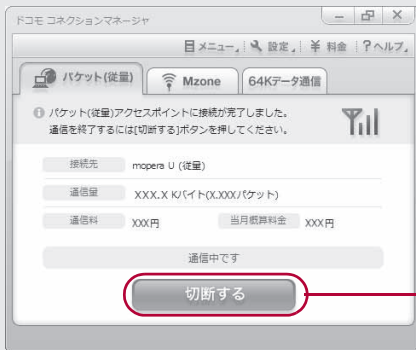 ドコモ コネクションマネージャ
メニュー 設定 ¥ 料金 ?ヘルプ
パケット(従量) Mzone 64Kデータ通信
パケット(従量)アクセスポイントに接続が完了しました。
通信を終了するには[切断する]ボタンを押してください。
接続先 mopera U (従量)
通信量 XXX.X Kバイト(X.XXXパケット)
通信料 XXX円 当月概算料金 XXX円
通信中です
切断する